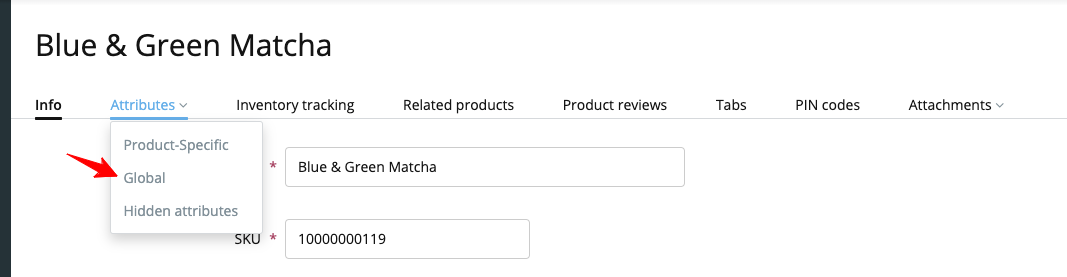 Blue & Green Matcha
Info Attributes Inventory tracking Related products Product reviews Tabs PIN codes Attachments
Product-Specific
* Blue & Green Matcha
Global
Hidden attributes
SKU * 10000000119